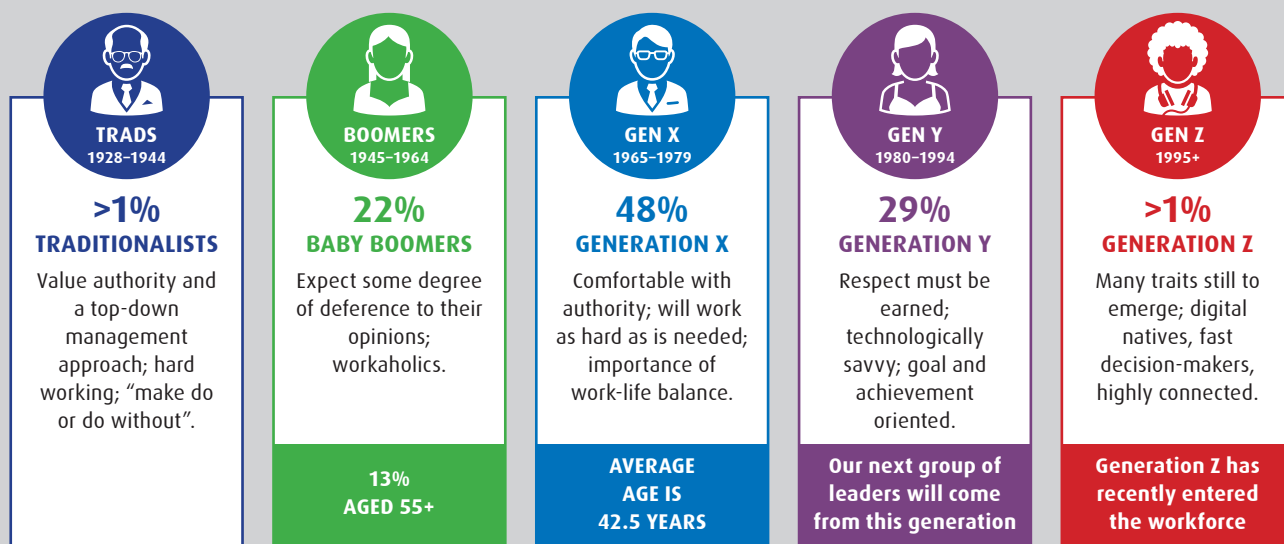 TRADS
1928–1944
>1%
TRADITIONALISTS
Value authority and
a top-down
management
approach; hard
working; “make do
or do without”.
BOOMERS
1945–1964
22%
BABY BOOMERS
Expect some degree
of deference to their
opinions;
workaholics.
13%
AGED 55+
GEN X
1965–1979
48%
GENERATION X
Comfortable with
authority; will work
as hard as is needed;
importance of
work-life balance.
AVERAGE
AGE IS
42.5 YEARS
GEN Y
1980–1994
29%
GENERATION Y
Respect must be
earned;
technologically
savvy; goal and
achievement
oriented.
Our next group of
leaders will come
from this generation
GEN Z
1995+
>1%
GENERATION Z
Many traits still to
emerge; digital
natives, fast
decision-makers,
highly connected.
Generation Z has
recently entered
the workforce